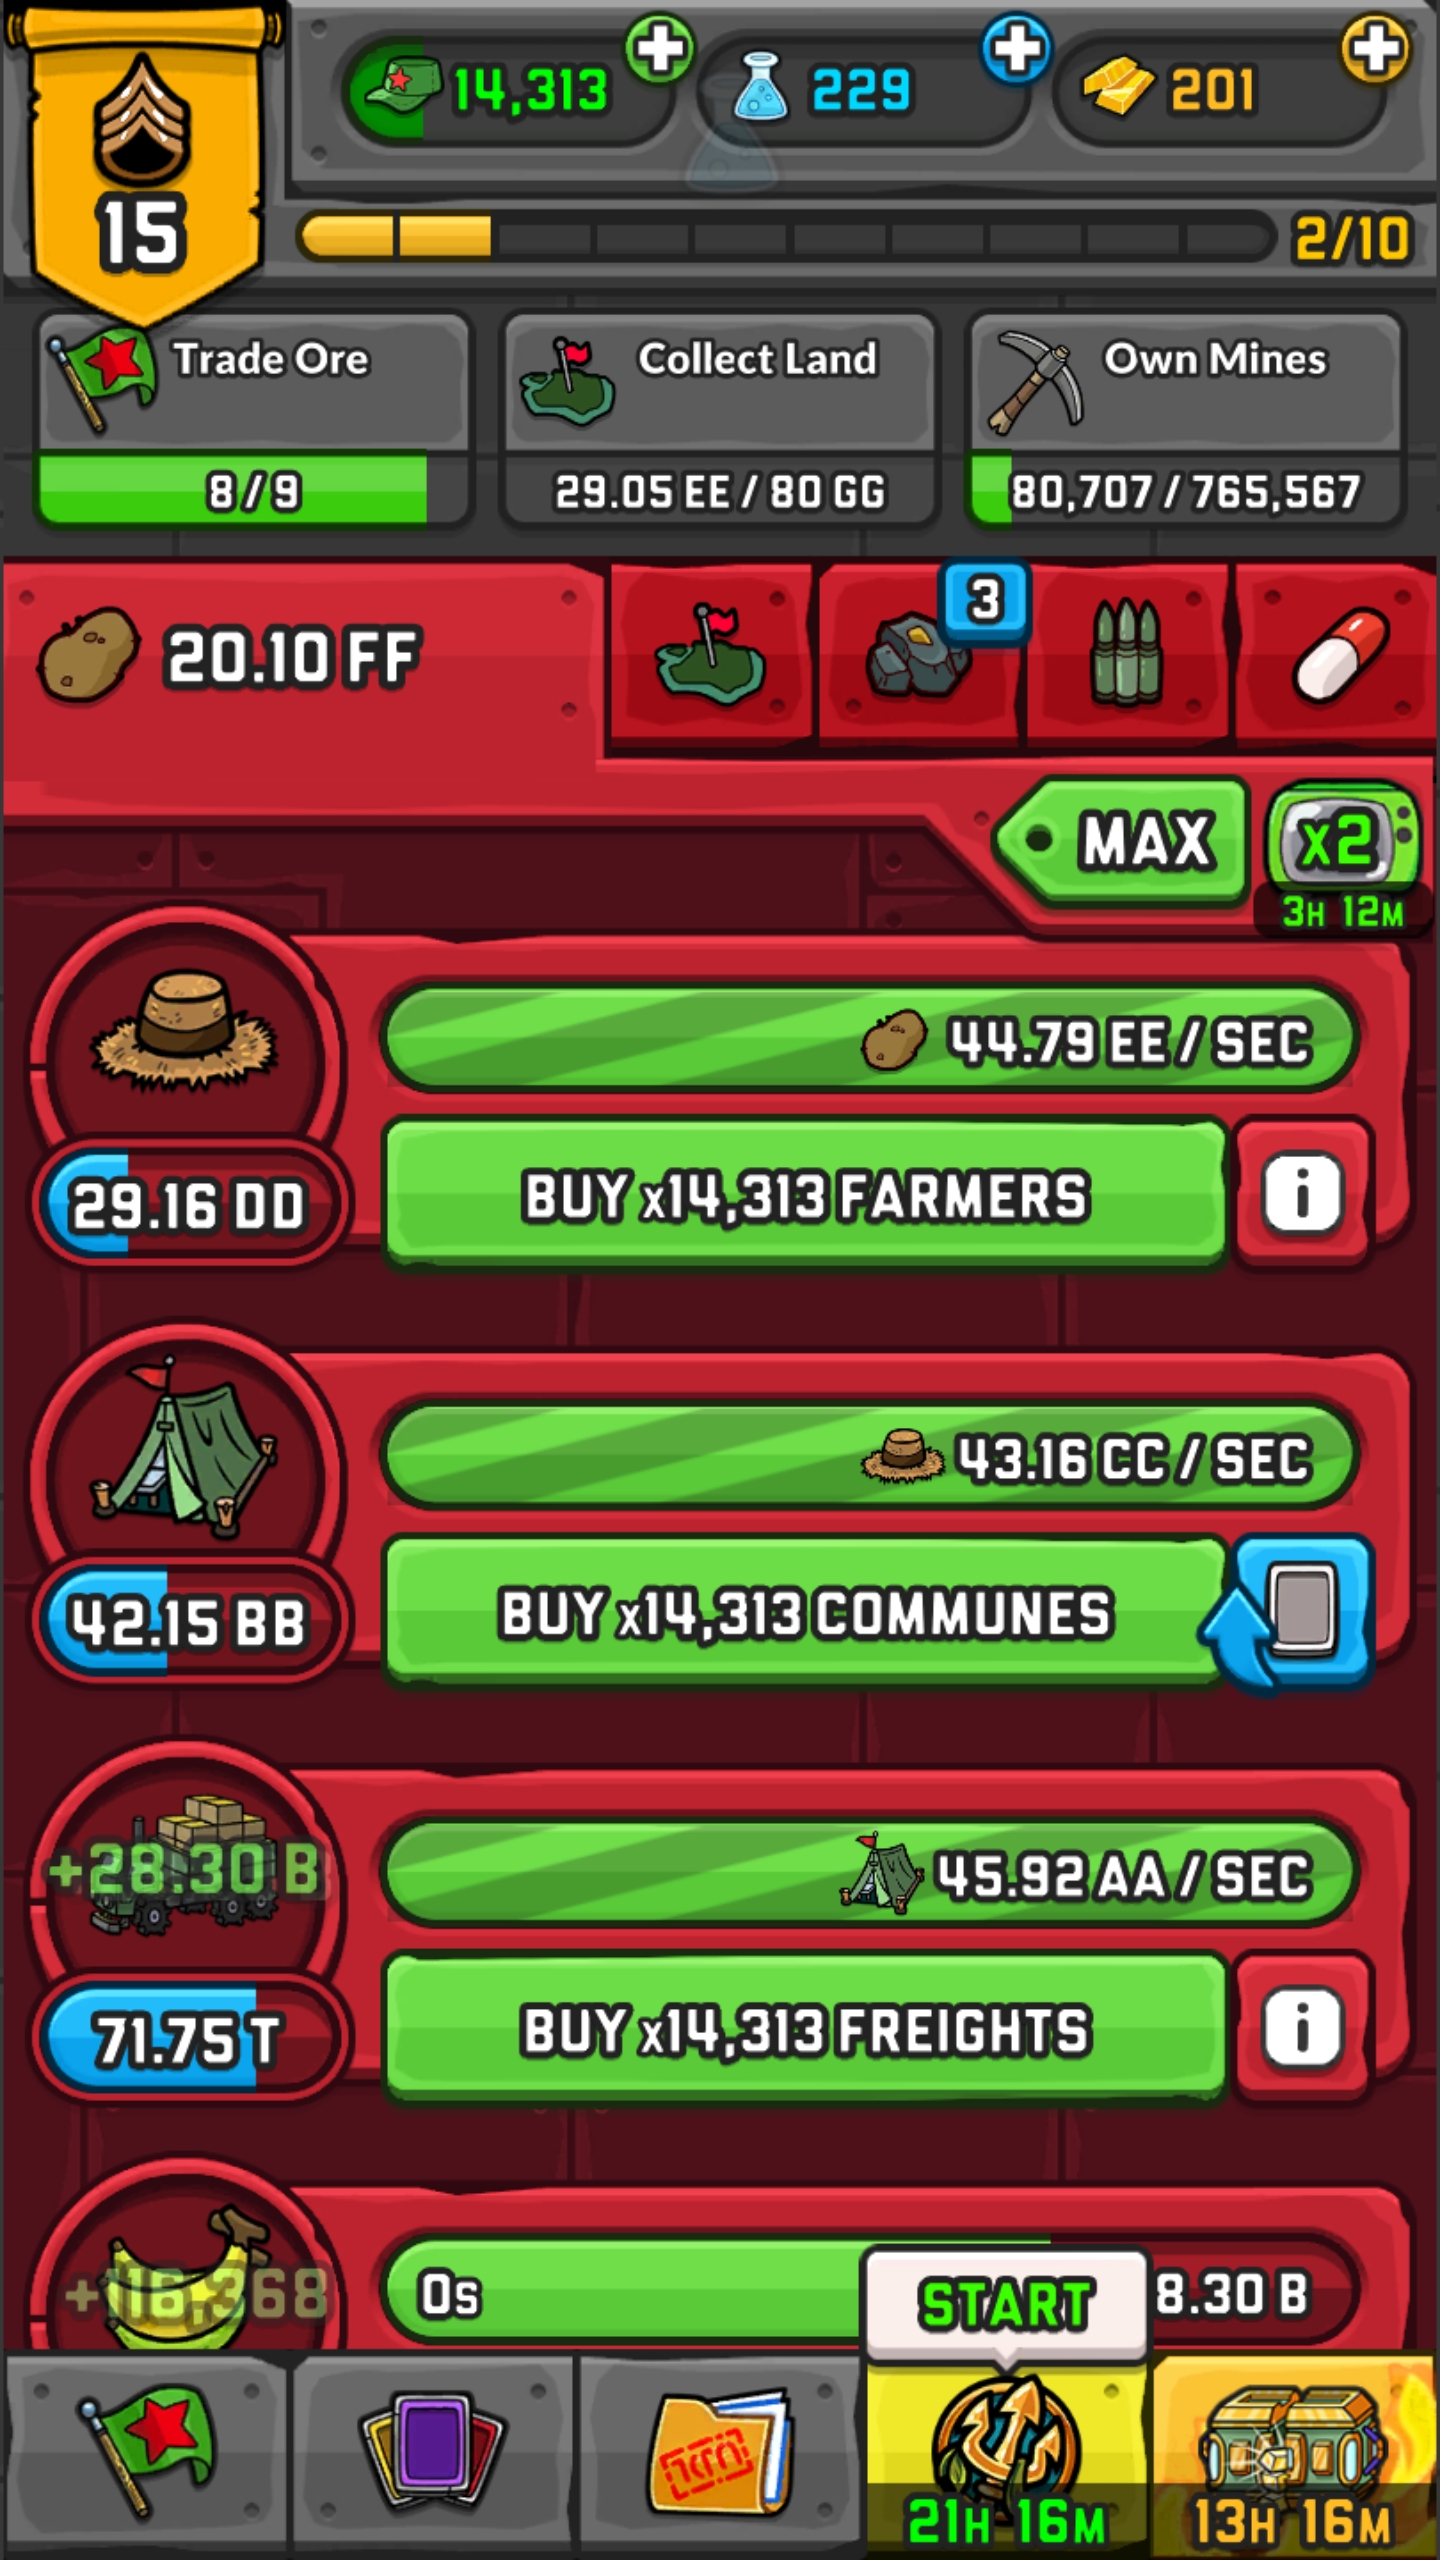 14,313
229
201
15
2/10
Trade Ore
Collect Land
Own Mines
8/9
29.05 EE / 80 GG
80,707 / 765,567
20.10 FF
3
MAX
x2
3H 12M
44.79 EE / SEC
29.16 DD
BUY x14,313 FARMERS
i
43.16 CC / SEC
42.15 BB
BUY x14,313 COMMUNES
+28.30 B
45.92 AA / SEC
71.75 T
BUY x14,313 FREIGHTS
i
+116,368
0s
8.30 B
START
21H 16M
13H 16M